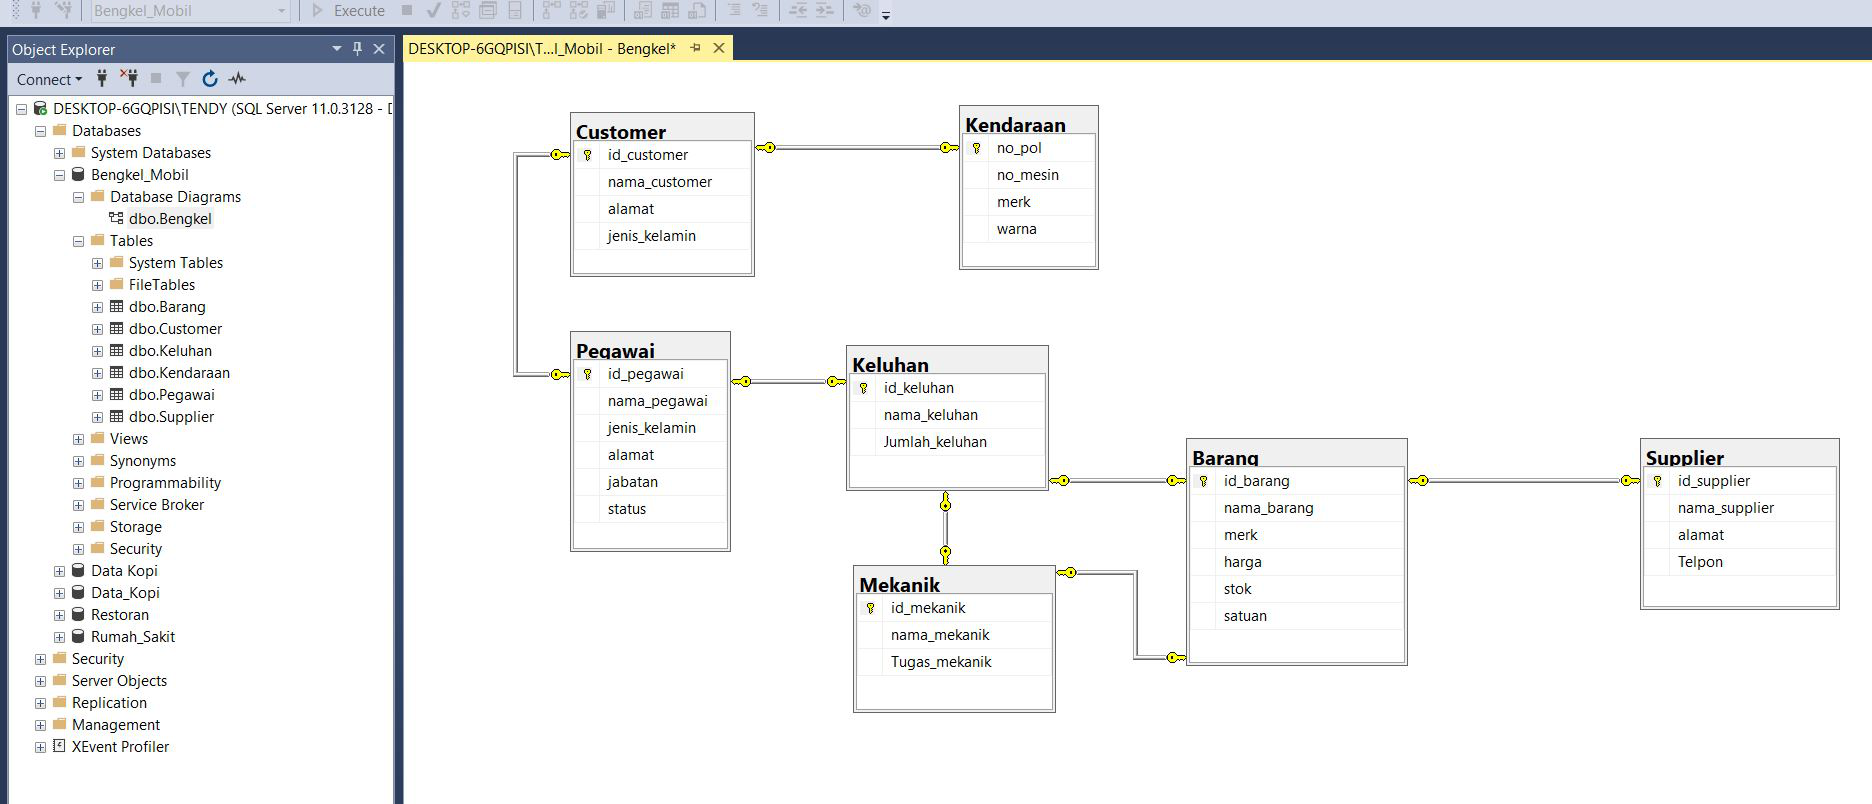 Bengkel_Mobil
Execute
Object Explorer
Connect
DESKTOP-6GQPISI\TENDY (SQL Server 11.0.3128 - D
Databases
System Databases
Bengkel_Mobil
Database Diagrams
dbo.Bengkel
Tables
System Tables
FileTables
dbo.Barang
dbo.Customer
dbo.Keluhan
dbo.Kendaraan
dbo.Pegawai
dbo.Supplier
Views
Synonyms
Programmability
Service Broker
Storage
Security
Data Kopi
Data_Kopi
Restoran
Rumah_Sakit
Security
Server Objects
Replication
Management
XEvent Profiler
DESKTOP-6GQPISI\T...l_Mobil - Bengkel*
Customer
id_customer
nama_customer
alamat
jenis_kelamin
Kendaraan
no_pol
no_mesin
merk
warna
Pegawai
id_pegawai
nama_pegawai
jenis_kelamin
alamat
jabatan
status
Keluhan
id_keluhan
nama_keluhan
Jumlah_keluhan
Mekanik
id_mekanik
nama_mekanik
Tugas_mekanik
Barang
id_barang
nama_barang
merk
harga
stok
satuan
Supplier
id_supplier
nama_supplier
alamat
Telpon